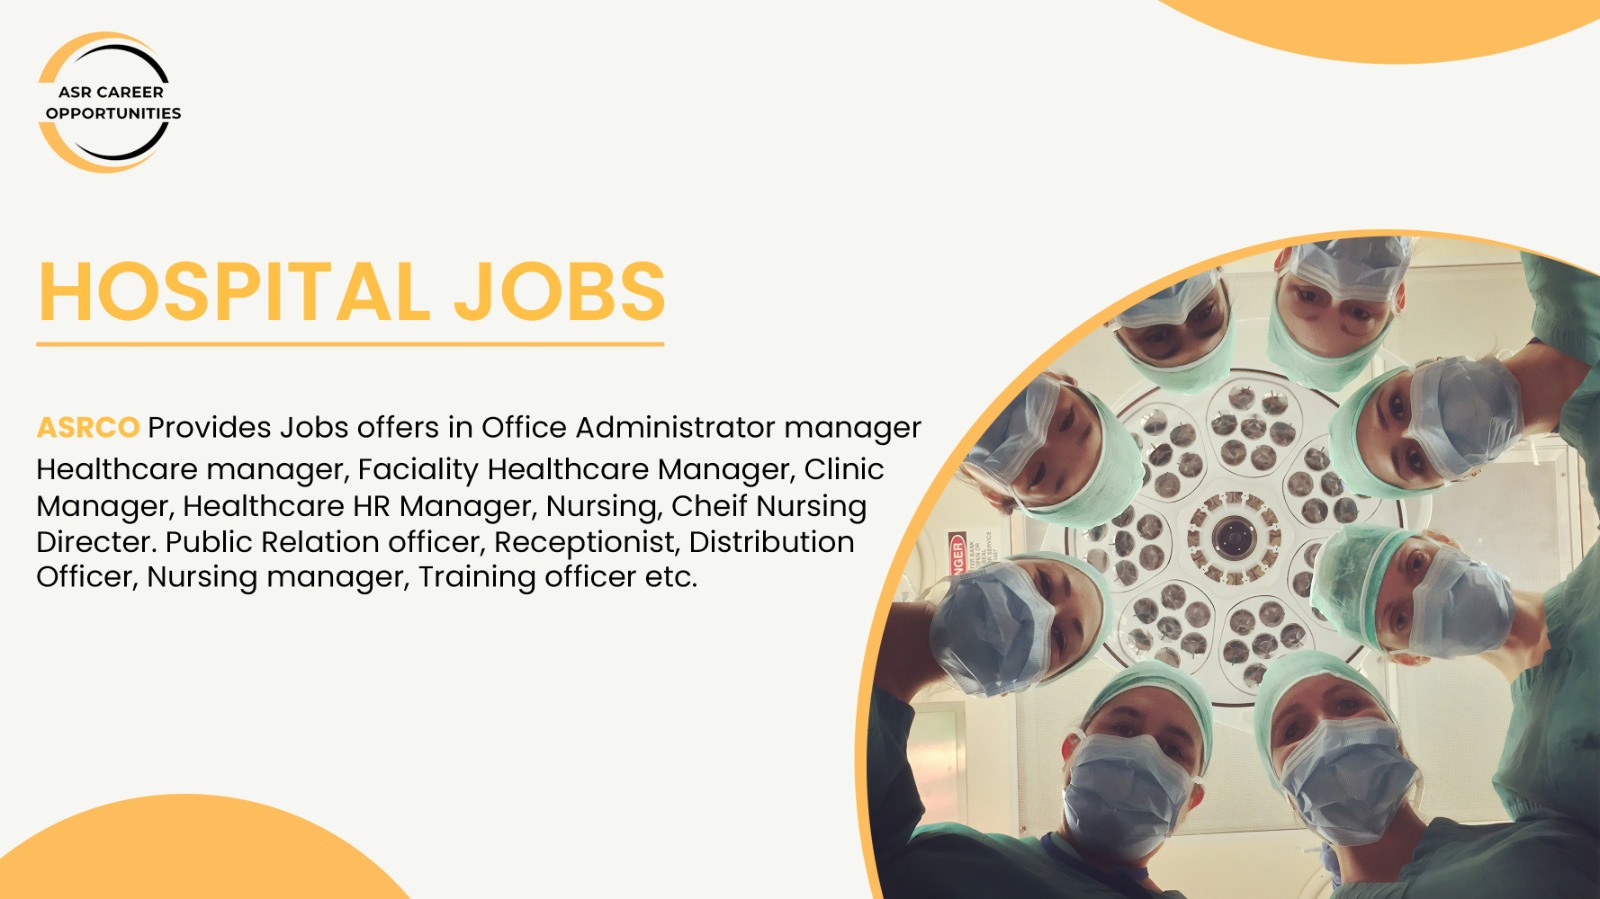 ASR CAREER
OPPORTUNITIES
HOSPITAL JOBS
ASRCO Provides Jobs offers in Office Administrator manager
Healthcare manager, Faciality Healthcare Manager, Clinic
Manager, Healthcare HR Manager, Nursing, Cheif Nursing
Directer. Public Relation officer, Receptionist, Distribution
Officer, Nursing manager, Training officer etc.